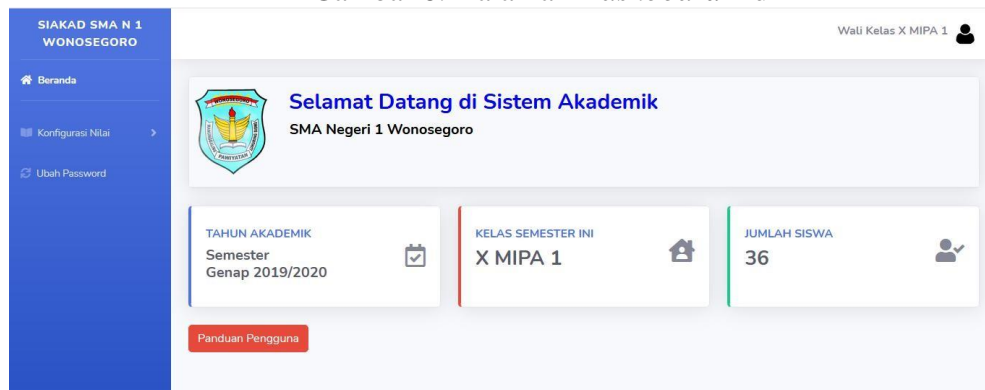 SIAKAD SMA N 1
WONOSEGORO
Wali Kelas X MIPA 1
Beranda
Konfigurasi Nilai
Ubah Password
Selamat Datang di Sistem Akademik
SMA Negeri 1 Wonosegoro
TAHUN AKADEMIK
Semester
Genap 2019/2020
KELAS SEMESTER INI
X MIPA 1
JUMLAH SISWA
36
Panduan Pengguna